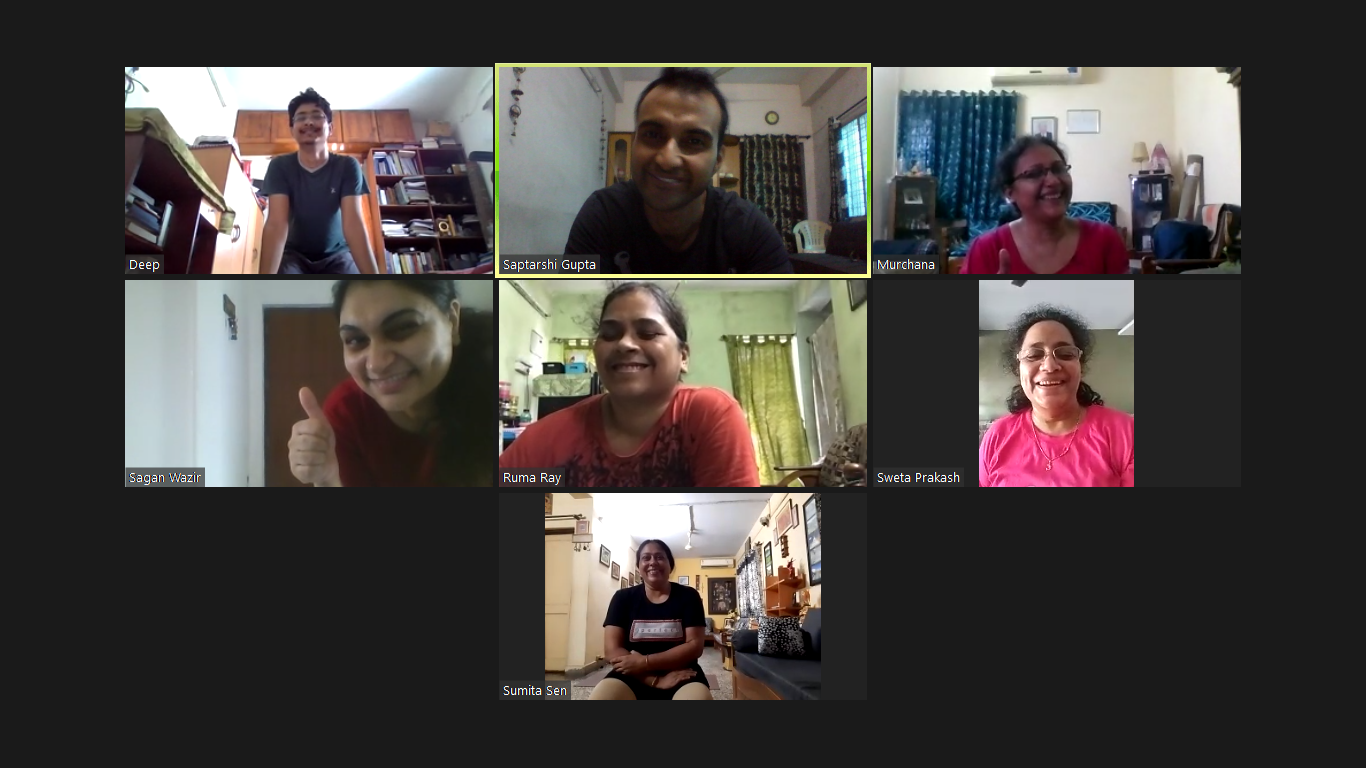 Deep
Saptarshi Gupta
Murchana
Sagan Wazir
Ruma Ray
Sweta Prakash
Sumita Sen